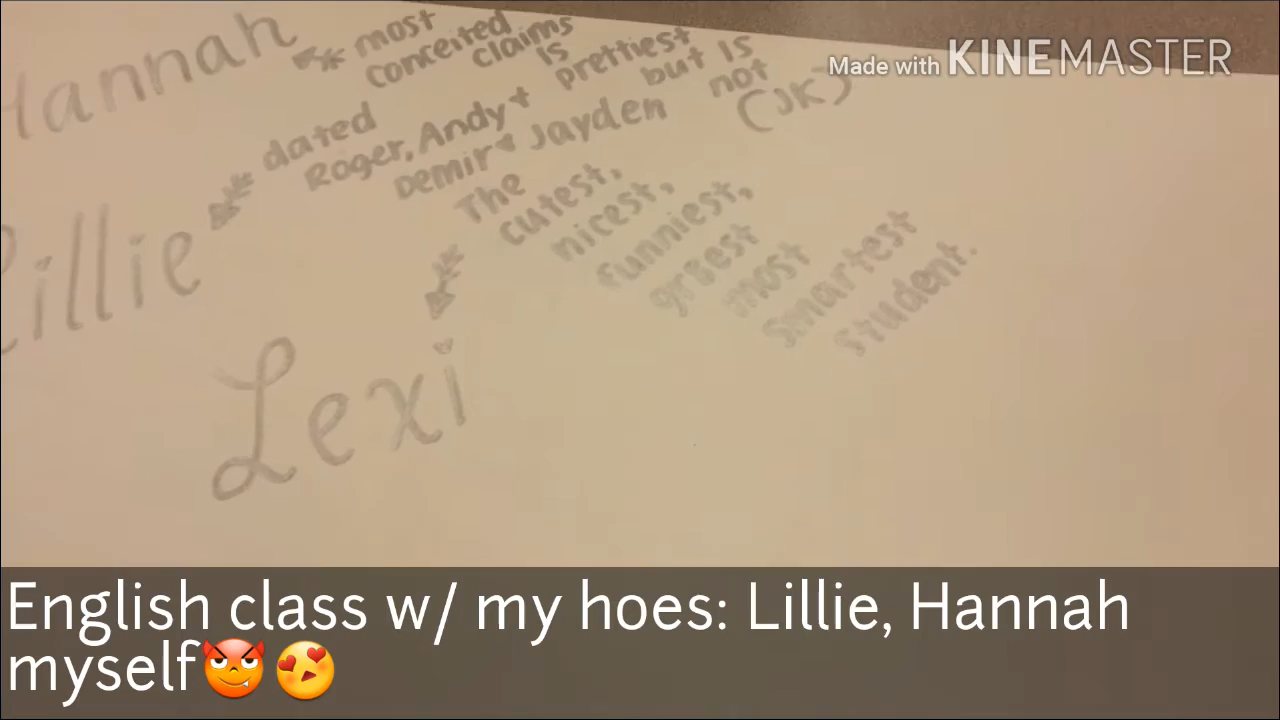 Hannah
most
conceited
claims
is
prettiest
but is
not
(JK)
dated
Roger, Andy +
Demir + Jayden
Lillie
The
cutest,
nicest,
funniest,
most
smartest
student.
Lexi
Made with KINEMASTER
English class w/ my hoes: Lillie, Hannah
myself😈😍